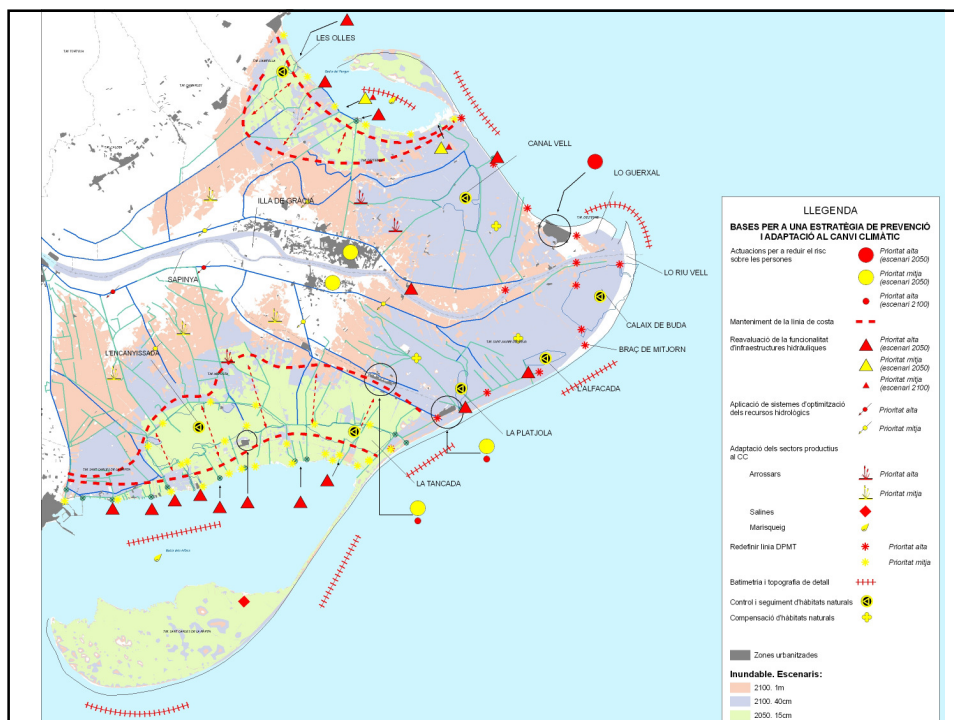 LES OLLES
CANAL VELL
LO GUERXAL
ILLA DE GRÀCIA
LO RIU VELL
SAPINYA
CALAIX DE BUDA
BRAÇ DE MITJORN
L'ENCANYISSADA
L'ALFACADA
LA PLATJOLA
LA TANCADA
LLEGENDA
BASES PER A UNA ESTRATÈGIA DE PREVENCIÓ
I ADAPTACIÓ AL CANVI CLIMÀTIC
Actuacions per a reduir el risc
sobre les persones
Prioritat alta
(escenari 2050)
Prioritat mitja
(escenari 2050)
Prioritat alta
(escenari 2100)
Manteniment de la línia de costa
Reavaluació de la funcionalitat
d'infraestructures hidràuliques
Prioritat alta
(escenari 2050)
Prioritat mitja
(escenari 2050)
Prioritat mitja
(escenari 2100)
Aplicació de sistemes d'optimització
dels recursos hidrològics
Prioritat alta
Prioritat mitja
Adaptació dels sectors productius
al CC
Arrossars
Prioritat alta
Prioritat mitja
Salines
Marisqueig
Redefinir línia DPMT
Prioritat alta
Prioritat mitja
Batimetria i topografia de detall
Control i seguiment d'hàbitats naturals
Compensació d'hàbitats naturals
Zones urbanitzades
Inundable. Escenaris:
2100. 1m
2100. 40cm
2050. 15cm